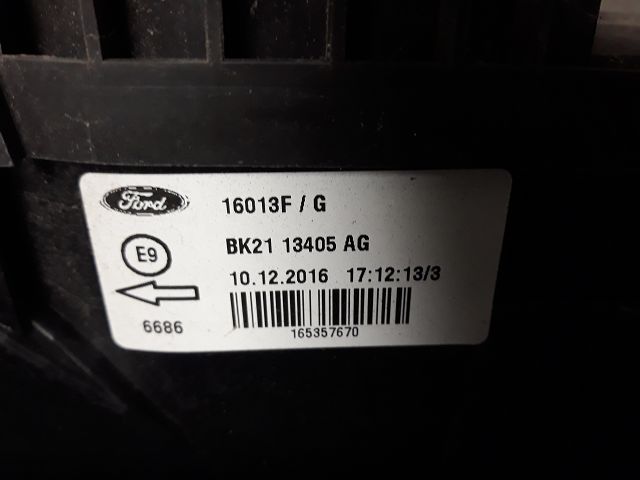 Ford
16013F / G
E9
BK21 13405 AG
10.12.2016 17:12:13/3
6686
165357670